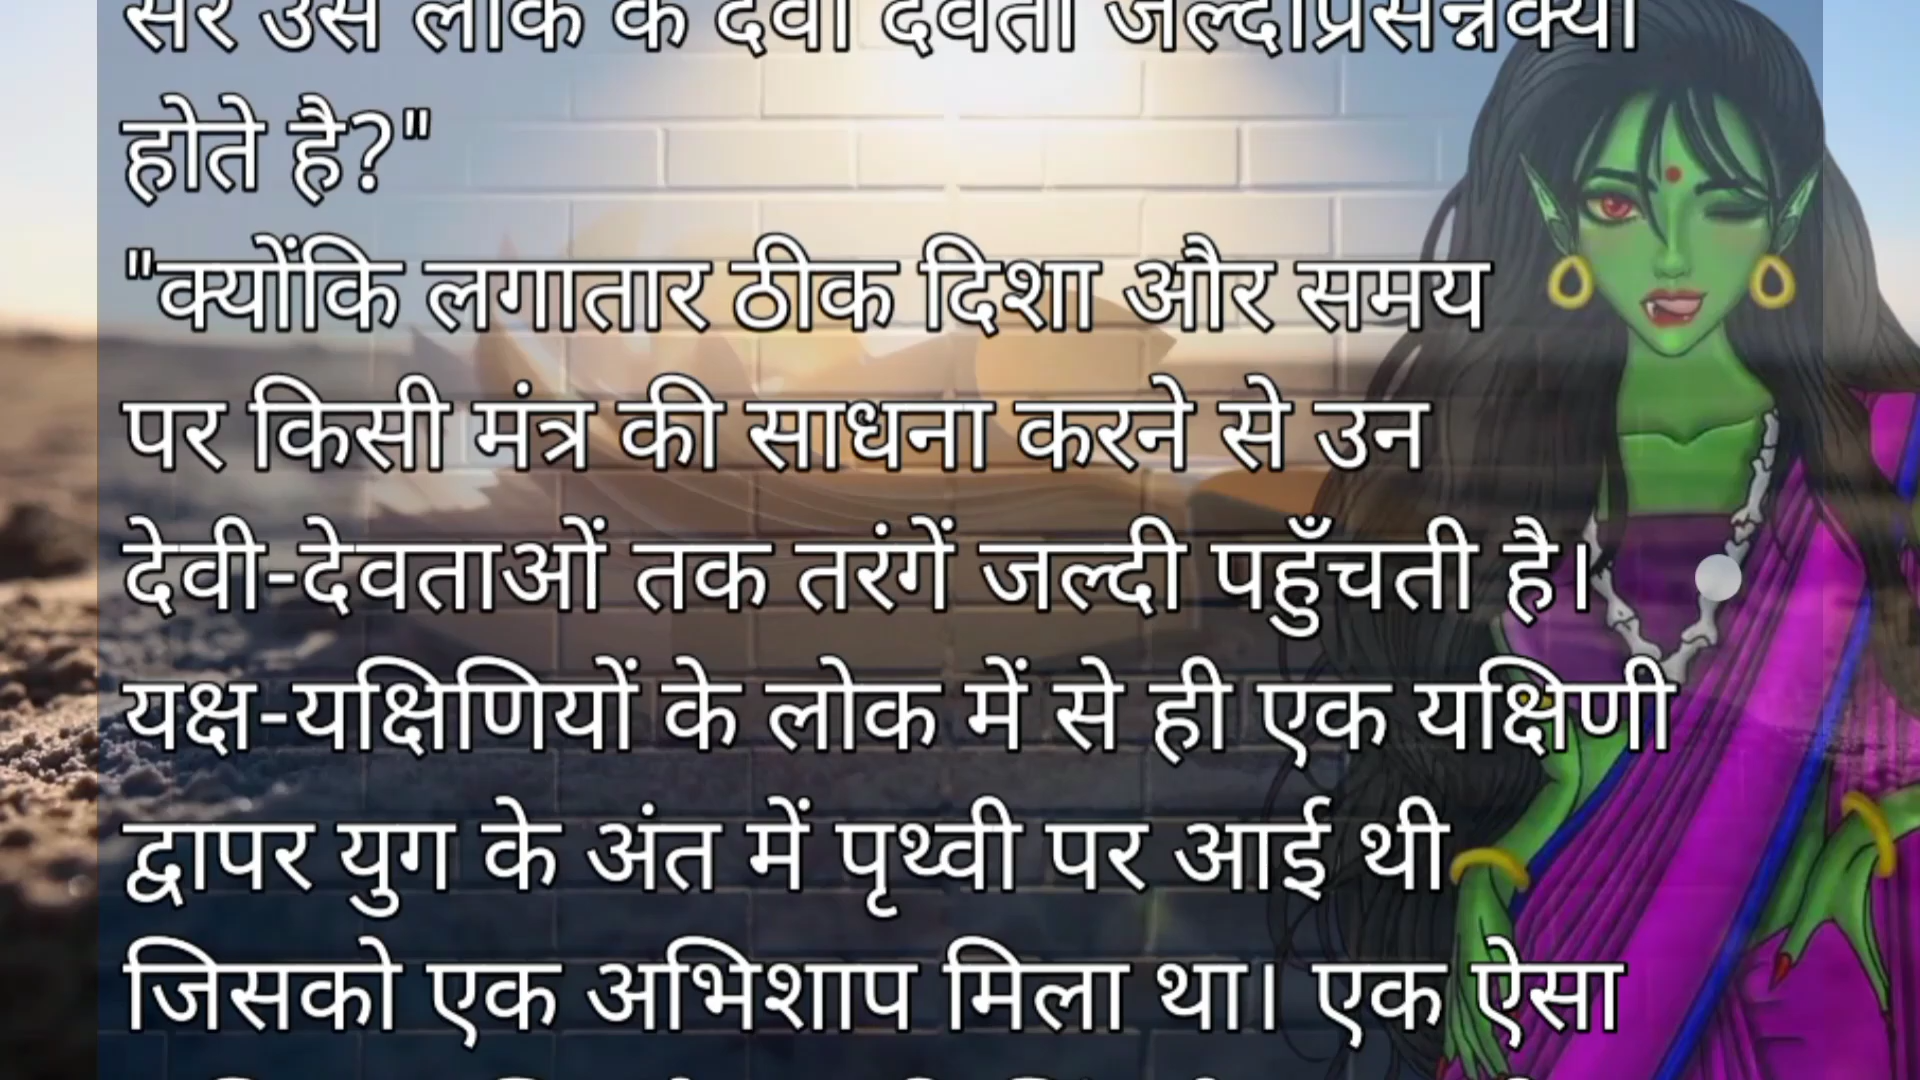 सर उस लोक के देवी देवता जल्दीप्रसन्नक्यों
होते है?"
"क्योंकि लगातार ठीक दिशा और समय
पर किसी मंत्र की साधना करने से उन
देवी-देवताओं तक तरंगें जल्दी पहुँचती है।
यक्ष-यक्षिणियों के लोक में से ही एक यक्षिणी
द्वापर युग के अंत में पृथ्वी पर आई थी
जिसको एक अभिशाप मिला था। एक ऐसा